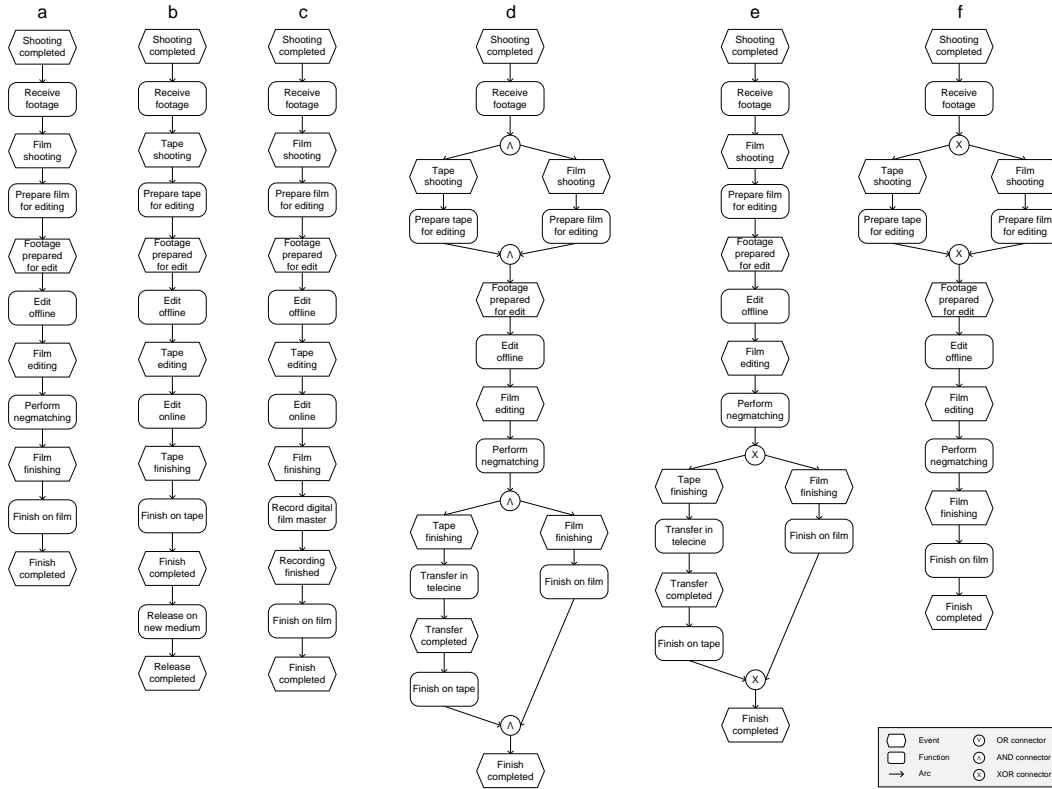 a
Shooting
completed
Receive
footage
Film
shooting
Prepare film
for editing
Footage
prepared
for edit
Edit
offline
Film
editing
Perform
negmatching
Film
finishing
Finish on film
Finish
completed
b
Shooting
completed
Receive
footage
Tape
shooting
Prepare tape
for editing
Footage
prepared
for edit
Edit
offline
Tape
editing
Edit
online
Tape
finishing
Finish on tape
Finish
completed
Release on
new medium
Release
completed
c
Shooting
completed
Receive
footage
Film
shooting
Prepare film
for editing
Footage
prepared
for edit
Edit
offline
Tape
editing
Edit
online
Film
finishing
Record digital
film master
Recording
finished
Finish on film
Finish
completed
d
Shooting
completed
Receive
footage
Λ
Tape
shooting
Film
shooting
Prepare tape
for editing
Prepare film
for editing
Λ
Footage
prepared
for edit
Edit
offline
Film
editing
Perform
negmatching
Λ
Tape
finishing
Film
finishing
Transfer in
telecine
Finish on film
Transfer
completed
Finish on tape
Λ
Finish
completed
e
Shooting
completed
Receive
footage
Film
shooting
Prepare film
for editing
Footage
prepared
for edit
Edit
offline
Film
editing
Perform
negmatching
X
Tape
finishing
Film
finishing
Transfer in
telecine
Finish on film
Transfer
completed
Finish on tape
X
Finish
completed
f
Shooting
completed
Receive
footage
X
Tape
shooting
Film
shooting
Prepare tape
for editing
Prepare film
for editing
X
Footage
prepared
for edit
Edit
offline
Film
editing
Perform
negmatching
Film
finishing
Finish on film
Finish
completed
Event
V OR connector
Function
Λ AND connector
Arc
X XOR connector